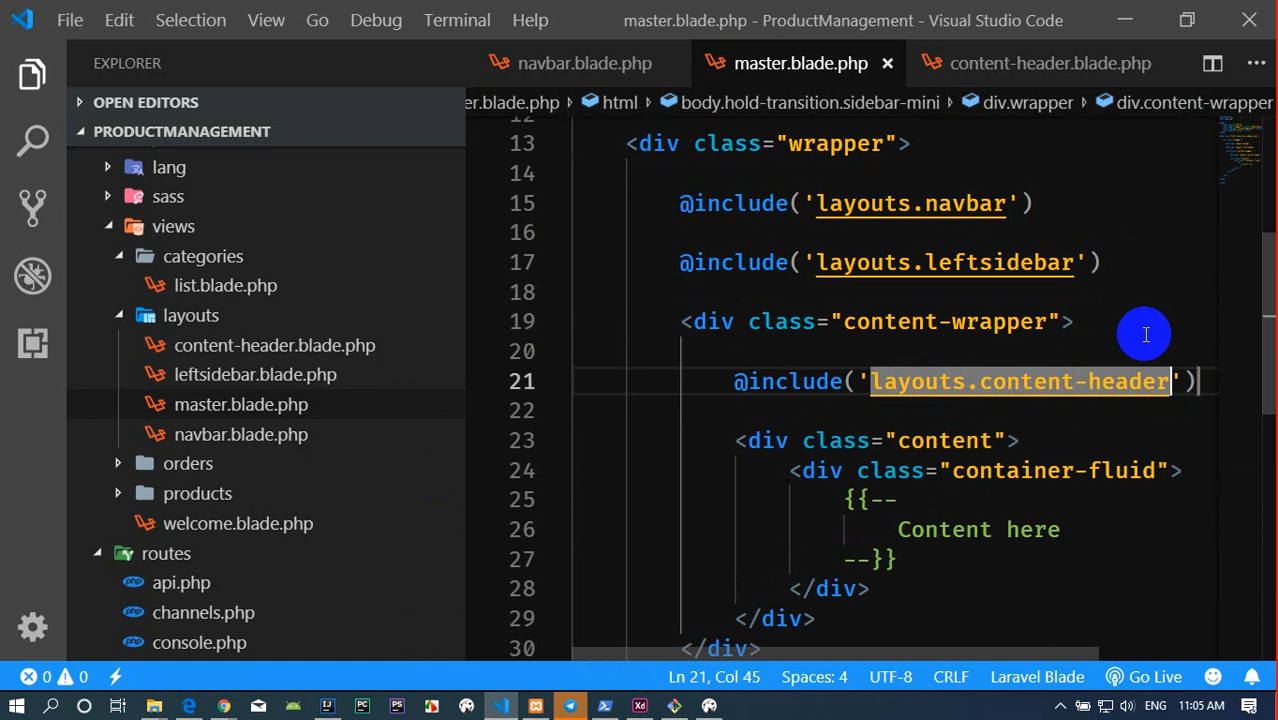 File Edit Selection View Go Debug Terminal Help master.blade.php - ProductManagement - Visual Studio Code
EXPLORER
navbar.blade.php master.blade.php content-header.blade.php
OPEN EDITORS
er.blade.php html body.hold-transition.sidebar-mini div.wrapper div.content-wrapper
PRODUCTMANAGEMENT
lang
sass
views
categories
list.blade.php
layouts
content-header.blade.php
leftsidebar.blade.php
master.blade.php
navbar.blade.php
orders
products
welcome.blade.php
routes
php api.php
php channels.php
php console.php
12
13 <div class="wrapper">
14
15 @include('layouts.navbar')
16
17 @include('layouts.leftsidebar')
18
19 <div class="content-wrapper">
20
21 @include('layouts.content-header')
22
23 <div class="content">
24 <div class="container-fluid">
25 {{--
26 Content here
27 --}}
28 </div>
29 </div>
30 </div>
0 0 Ln 21, Col 45 Spaces: 4 UTF-8 CRLF Laravel Blade Go Live
PC PS Xd ENG 11:05 AM